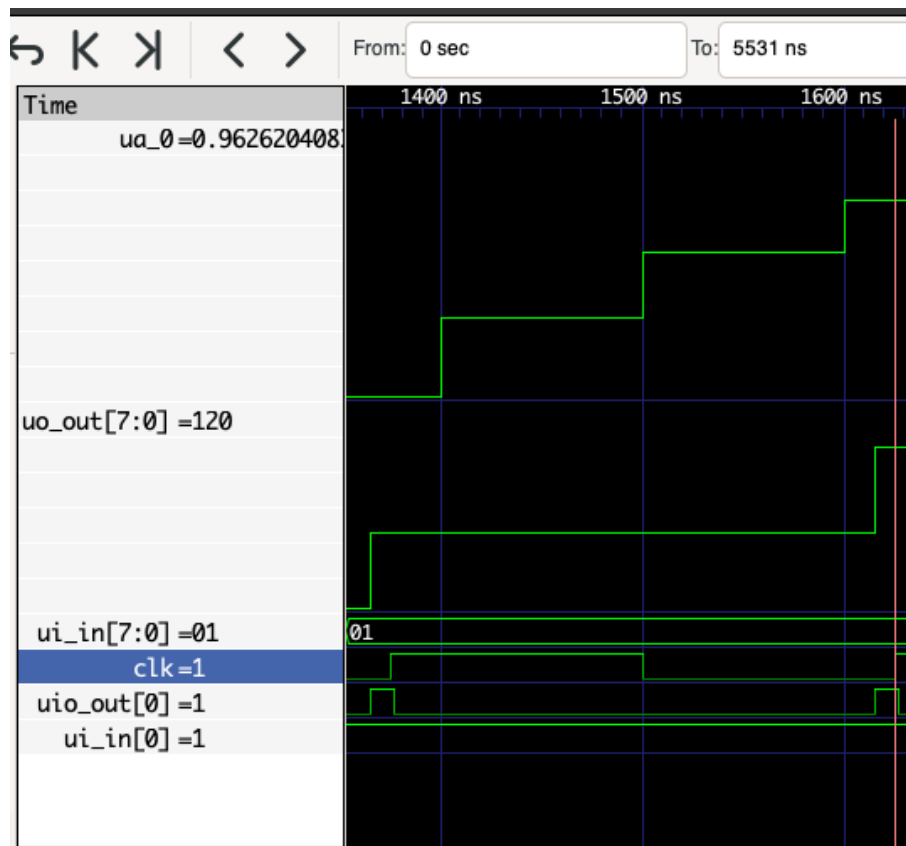 From: 0 sec To: 5531 ns
Time
1400 ns 1500 ns 1600 ns
ua_0=0.962620408
uo_out[7:0] =120
ui_in[7:0] =01
01
clk=1
uio_out[0] =1
ui_in[0] =1